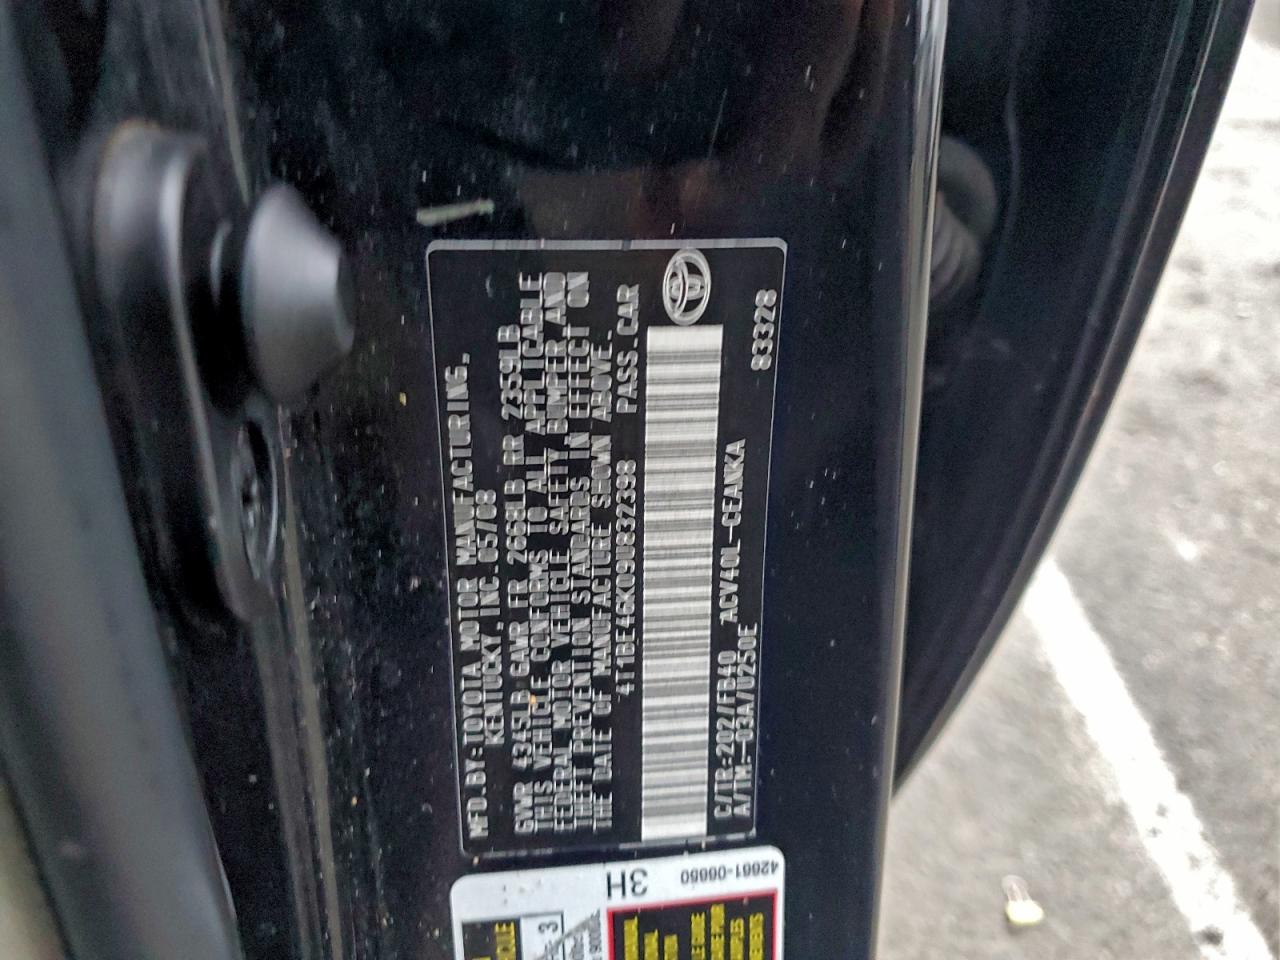 MFD.BY:TOYOTA MOTOR MANUFACTURING,
KENTUCKY, INC. 05/08
GVWR 4345LB GAWR FR 2668LB RR 2359LB
THIS VEHICLE CONFORMS TO ALL APPLICABLE
FEDERAL MOTOR VEHICLE SAFETY, BUMPER AND
THEFT PREVENTION STANDARDS IN EFFECT ON
THE DATE OF MANUFACTURE SHOWN ABOVE.
4T1BE46K09U832398 PASS.CAR
C/TR:202/FB40 ACV40L-CEANKA
A/TM:-03A/U250E
83328
3H
42661-06650
3